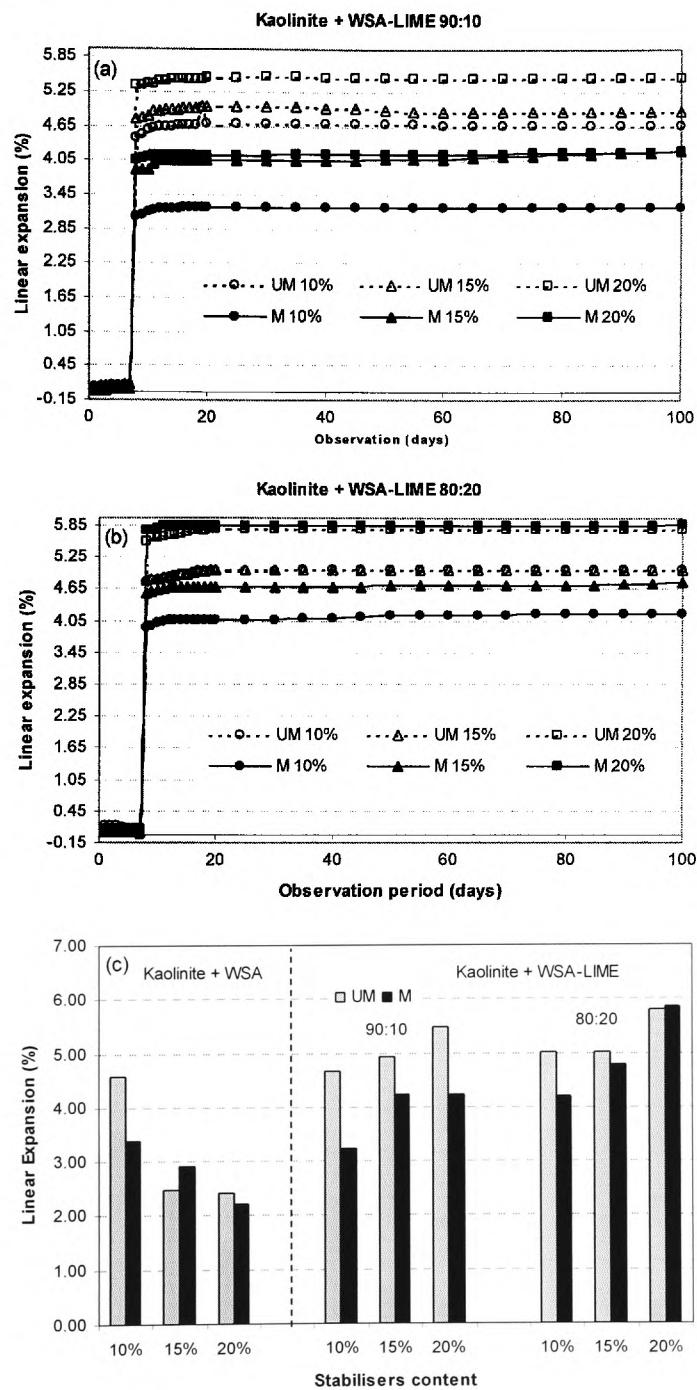 Kaolinite + WSA-LIME 90:10
(a)
Linear expansion (%)
5.85
5.25
4.65
4.05
3.45
2.85
2.25
1.65
1.05
0.45
-0.15
UM 10% UM 15% UM 20%
M 10% M 15% M 20%
0 20 40 60 80 100
Observation (days)
Kaolinite + WSA-LIME 80:20
(b)
Linear expansion (%)
5.85
5.25
4.65
4.05
3.45
2.85
2.25
1.65
1.05
0.45
-0.15
UM 10% UM 15% UM 20%
M 10% M 15% M 20%
0 20 40 60 80 100
Observation period (days)
(c)
Linear Expansion (%)
7.00
6.00
5.00
4.00
3.00
2.00
1.00
0.00
Kaolinite + WSA Kaolinite + WSA-LIME
UM M
90:10 80:20
10% 15% 20% 10% 15% 20% 10% 15% 20%
Stabilisers content